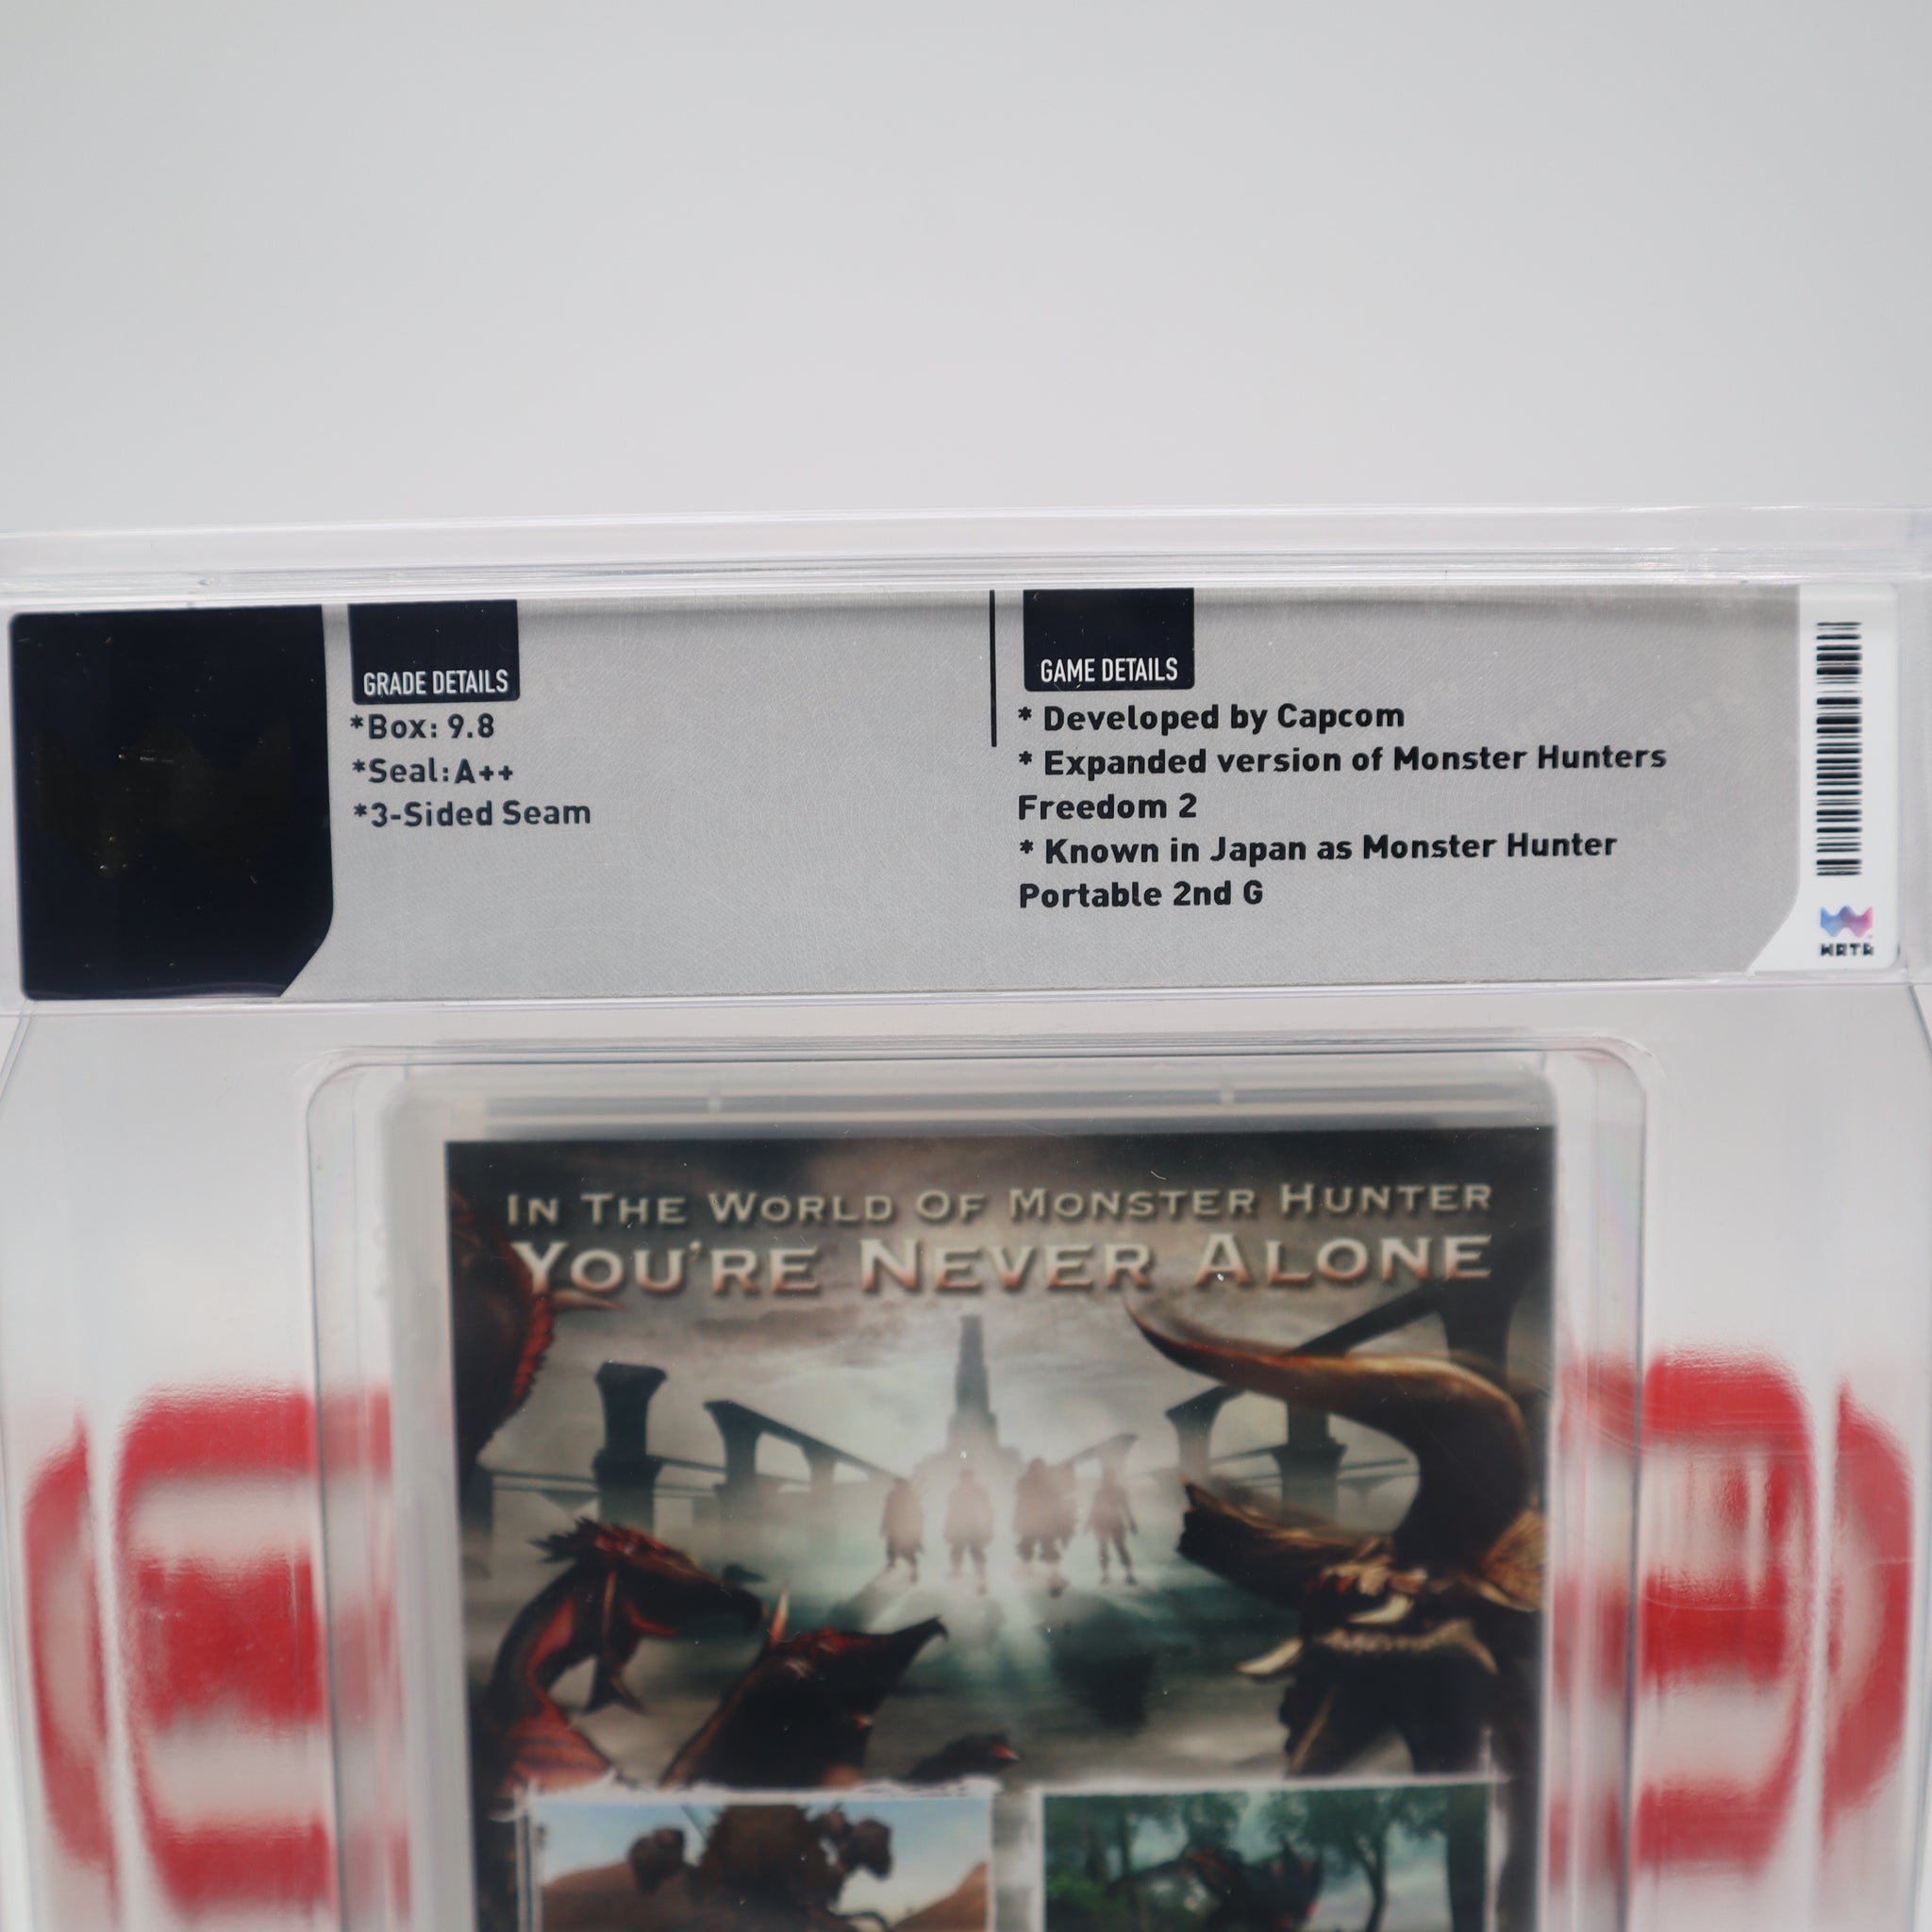 GRADE DETAILS
*Box: 9.8
*Seal:A++
*3-Sided Seam
GAME DETAILS
* Developed by Capcom
* Expanded version of Monster Hunters
Freedom 2
* Known in Japan as Monster Hunter
Portable 2nd G
WATA
IN THE WORLD OF MONSTER HUNTER
YOU'RE NEVER ALONE